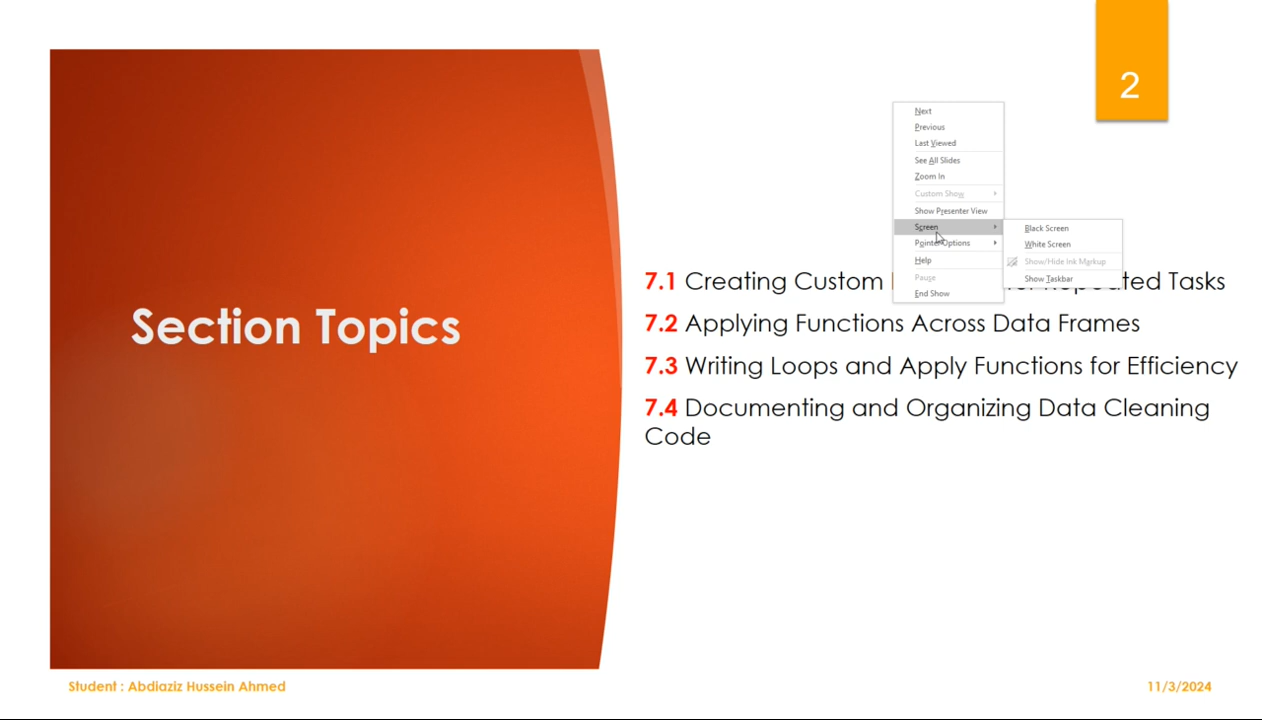 2
Next
Previous
Last Viewed
See All Slides
Zoom In
Custom Show
Show Presenter View
Screen
Pointer Options
Help
Pause
End Show
Black Screen
White Screen
Show/Hide Ink Markup
Show Taskbar
Section Topics
7.1 Creating Custom Repeated Tasks
7.2 Applying Functions Across Data Frames
7.3 Writing Loops and Apply Functions for Efficiency
7.4 Documenting and Organizing Data Cleaning
Code
Student : Abdiaziz Hussein Ahmed
11/3/2024